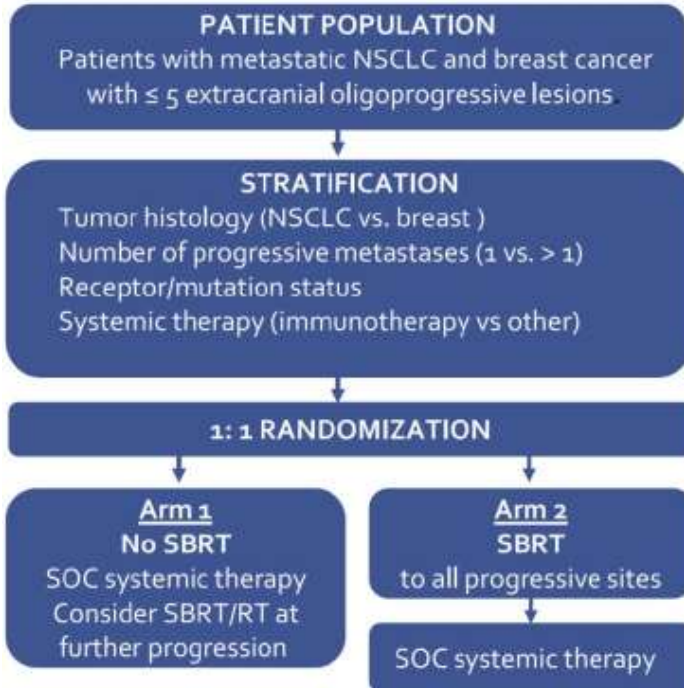 PATIENT POPULATION
Patients with metastatic NSCLC and breast cancer
with ≤ 5 extracranial oligoprogressive lesions.
STRATIFICATION
Tumor histology (NSCLC vs. breast )
Number of progressive metastases (1 vs. > 1)
Receptor/mutation status
Systemic therapy (immunotherapy vs other)
1: 1 RANDOMIZATION
Arm 1
No SBRT
SOC systemic therapy
Consider SBRT/RT at
further progression
Arm 2
SBRT
to all progressive sites
SOC systemic therapy